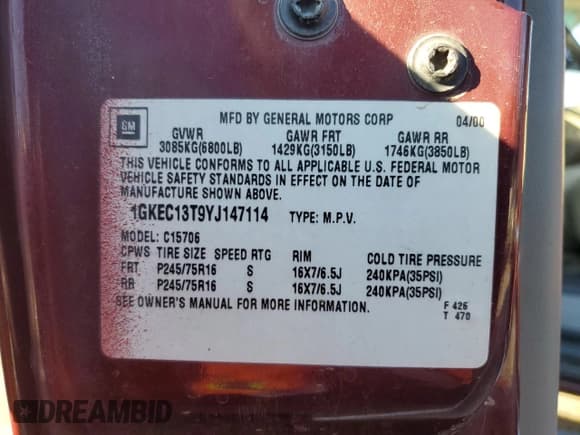 GM
MFD BY GENERAL MOTORS CORP 04/00
GVWR GAWR FRT GAWR RR
3085KG(6800LB) 1429KG(3150LB) 1746KG(3850LB)
THIS VEHICLE CONFORMS TO ALL APPLICABLE U.S. FEDERAL MOTOR
VEHICLE SAFETY STANDARDS IN EFFECT ON THE DATE OF
MANUFACTURE SHOWN ABOVE.
1GKEC13T9YJ147114 TYPE: M.P.V.
MODEL: C15706
CPWS TIRE SIZE SPEED RTG RIM COLD TIRE PRESSURE
FRT P245/75R16 S 16X7/6.5J 240KPA(35PSI)
RR P245/75R16 S 16X7/6.5J 240KPA(35PSI)
SEE OWNER'S MANUAL FOR MORE INFORMATION.
F 425
T 470
DREAMBID